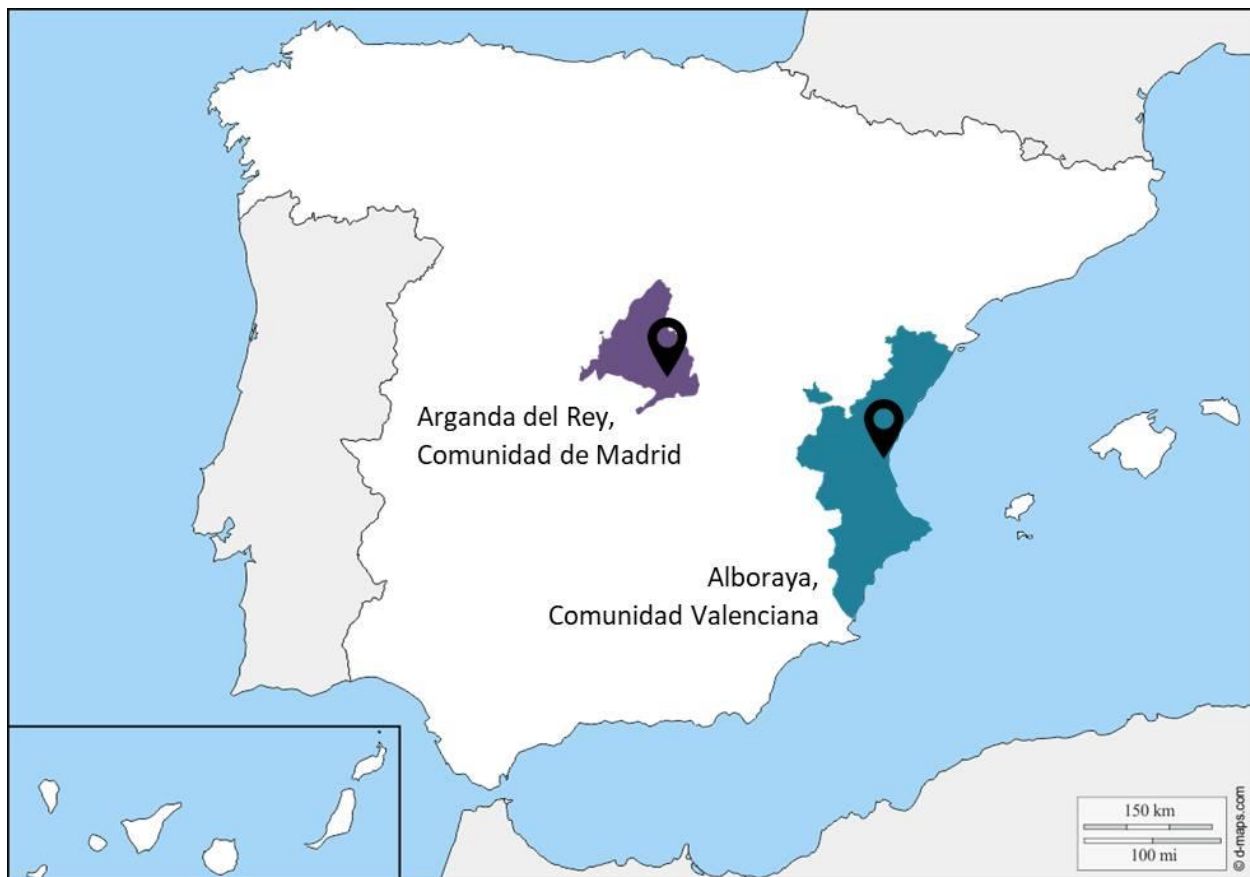 Arganda del Rey,
Comunidad de Madrid
Alboraya,
Comunidad Valenciana
150 km
100 mi
© d-maps.com